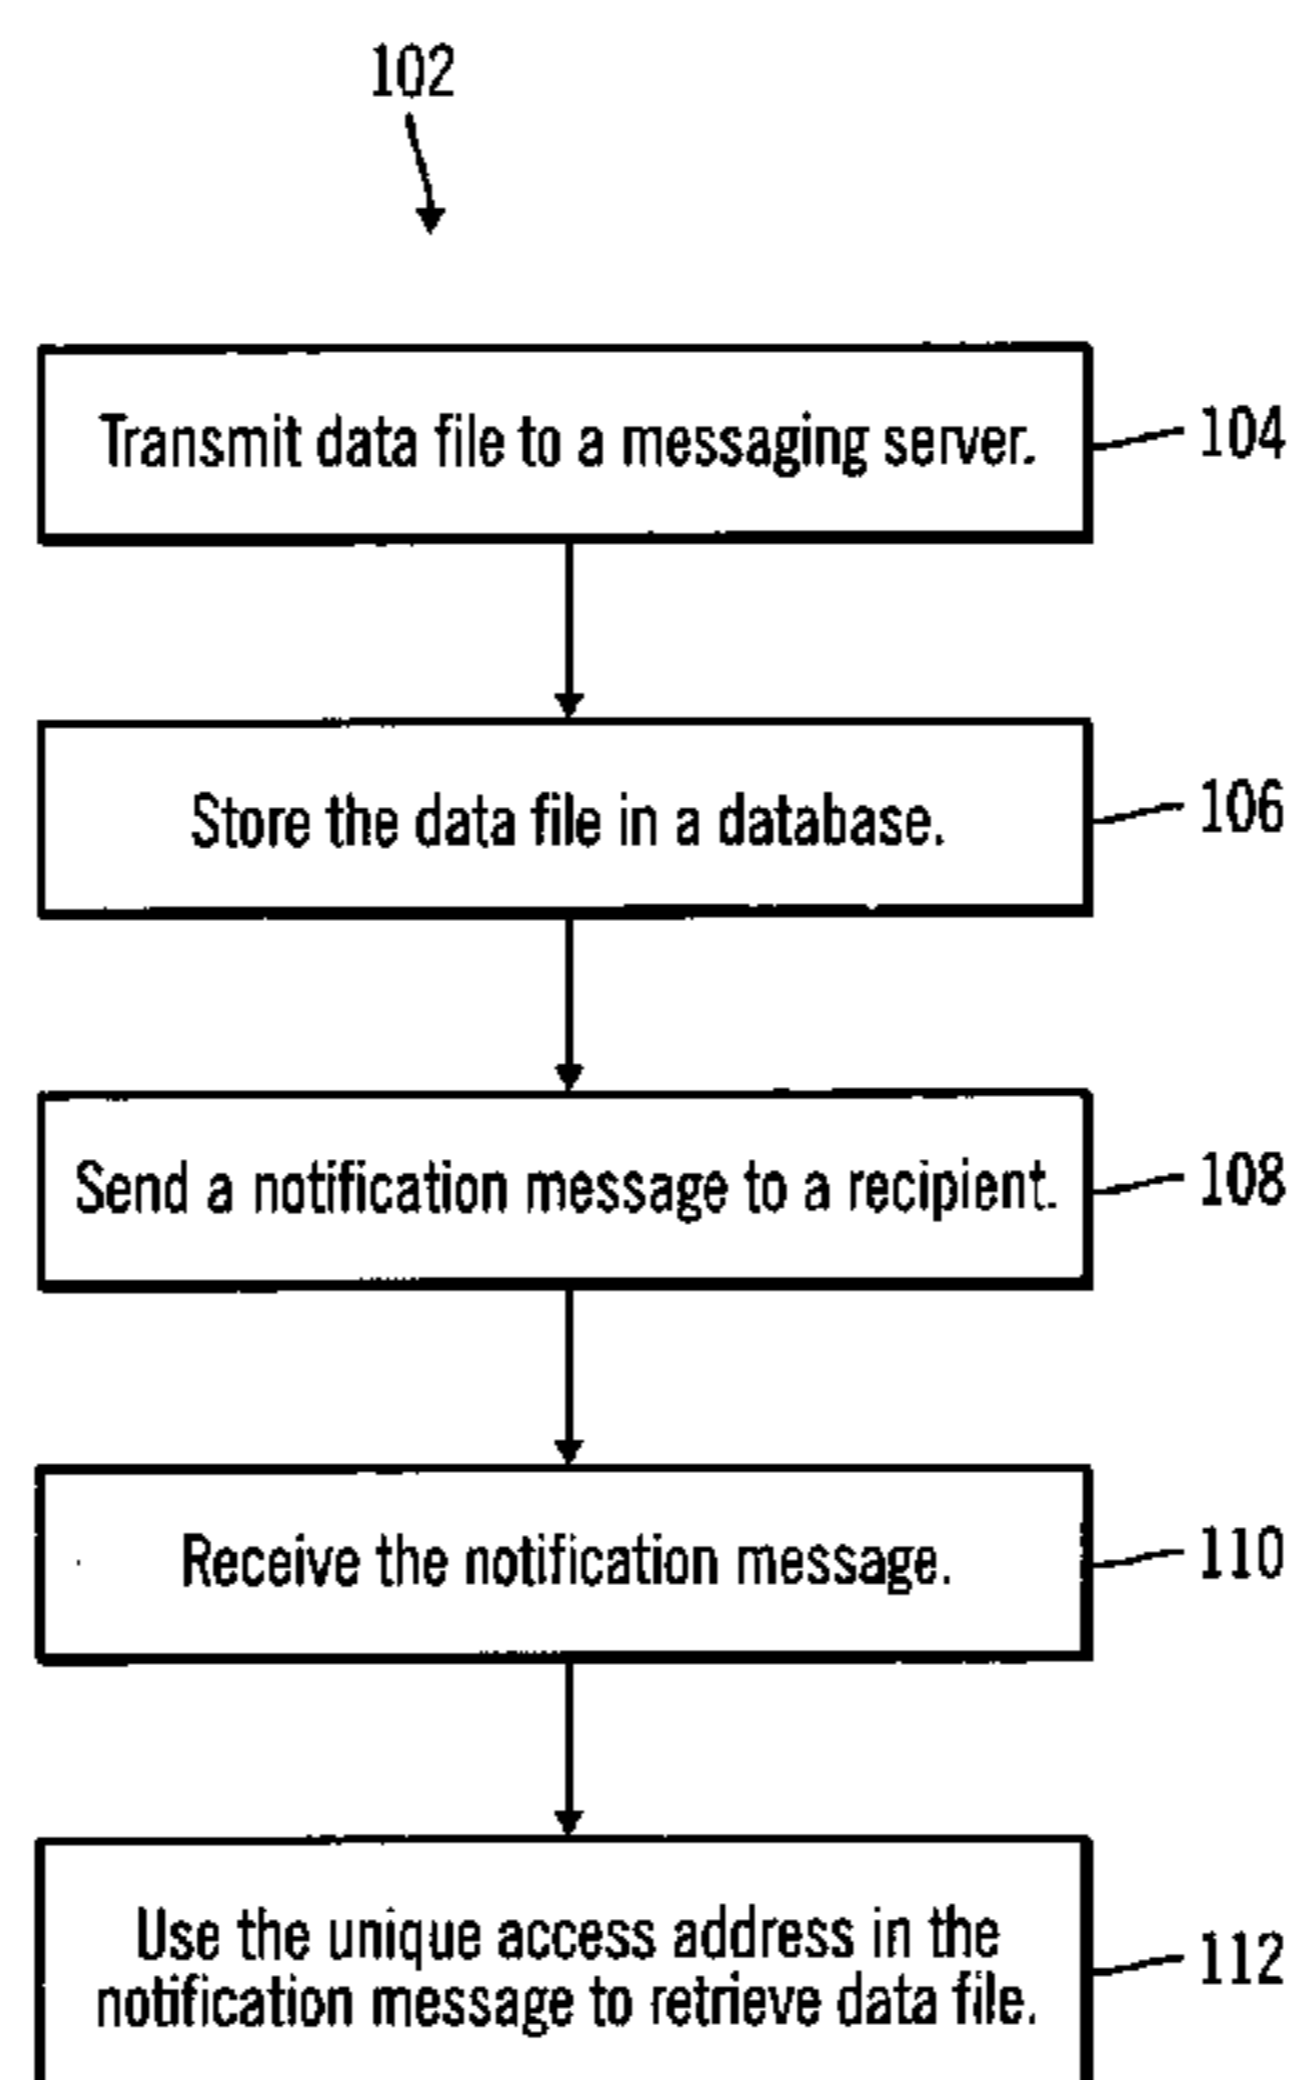 102
Transmit data file to a messaging server.
104
Store the data file in a database.
106
Send a notification message to a recipient.
108
Receive the notification message.
110
Use the unique access address in the
notification message to retrieve data file.
112